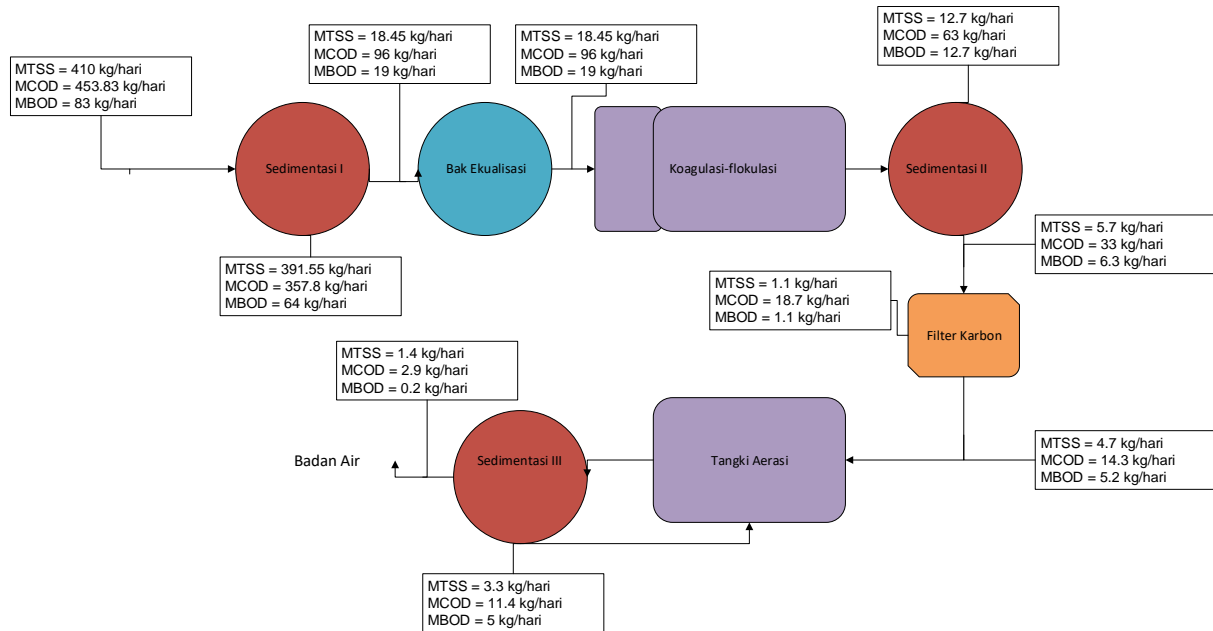 MTSS = 410 kg/hari
MCOD = 453.83 kg/hari
MBOD = 83 kg/hari
MTSS = 18.45 kg/hari
MCOD = 96 kg/hari
MBOD = 19 kg/hari
MTSS = 18.45 kg/hari
MCOD = 96 kg/hari
MBOD = 19 kg/hari
MTSS = 12.7 kg/hari
MCOD = 63 kg/hari
MBOD = 12.7 kg/hari
Sedimentasi I
Bak Ekualisasi
Koagulasi-flokulasi
Sedimentasi II
MTSS = 391.55 kg/hari
MCOD = 357.8 kg/hari
MBOD = 64 kg/hari
MTSS = 5.7 kg/hari
MCOD = 33 kg/hari
MBOD = 6.3 kg/hari
MTSS = 1.1 kg/hari
MCOD = 18.7 kg/hari
MBOD = 1.1 kg/hari
Filter Karbon
MTSS = 1.4 kg/hari
MCOD = 2.9 kg/hari
MBOD = 0.2 kg/hari
Badan Air
Sedimentasi III
Tangki Aerasi
MTSS = 4.7 kg/hari
MCOD = 14.3 kg/hari
MBOD = 5.2 kg/hari
MTSS = 3.3 kg/hari
MCOD = 11.4 kg/hari
MBOD = 5 kg/hari